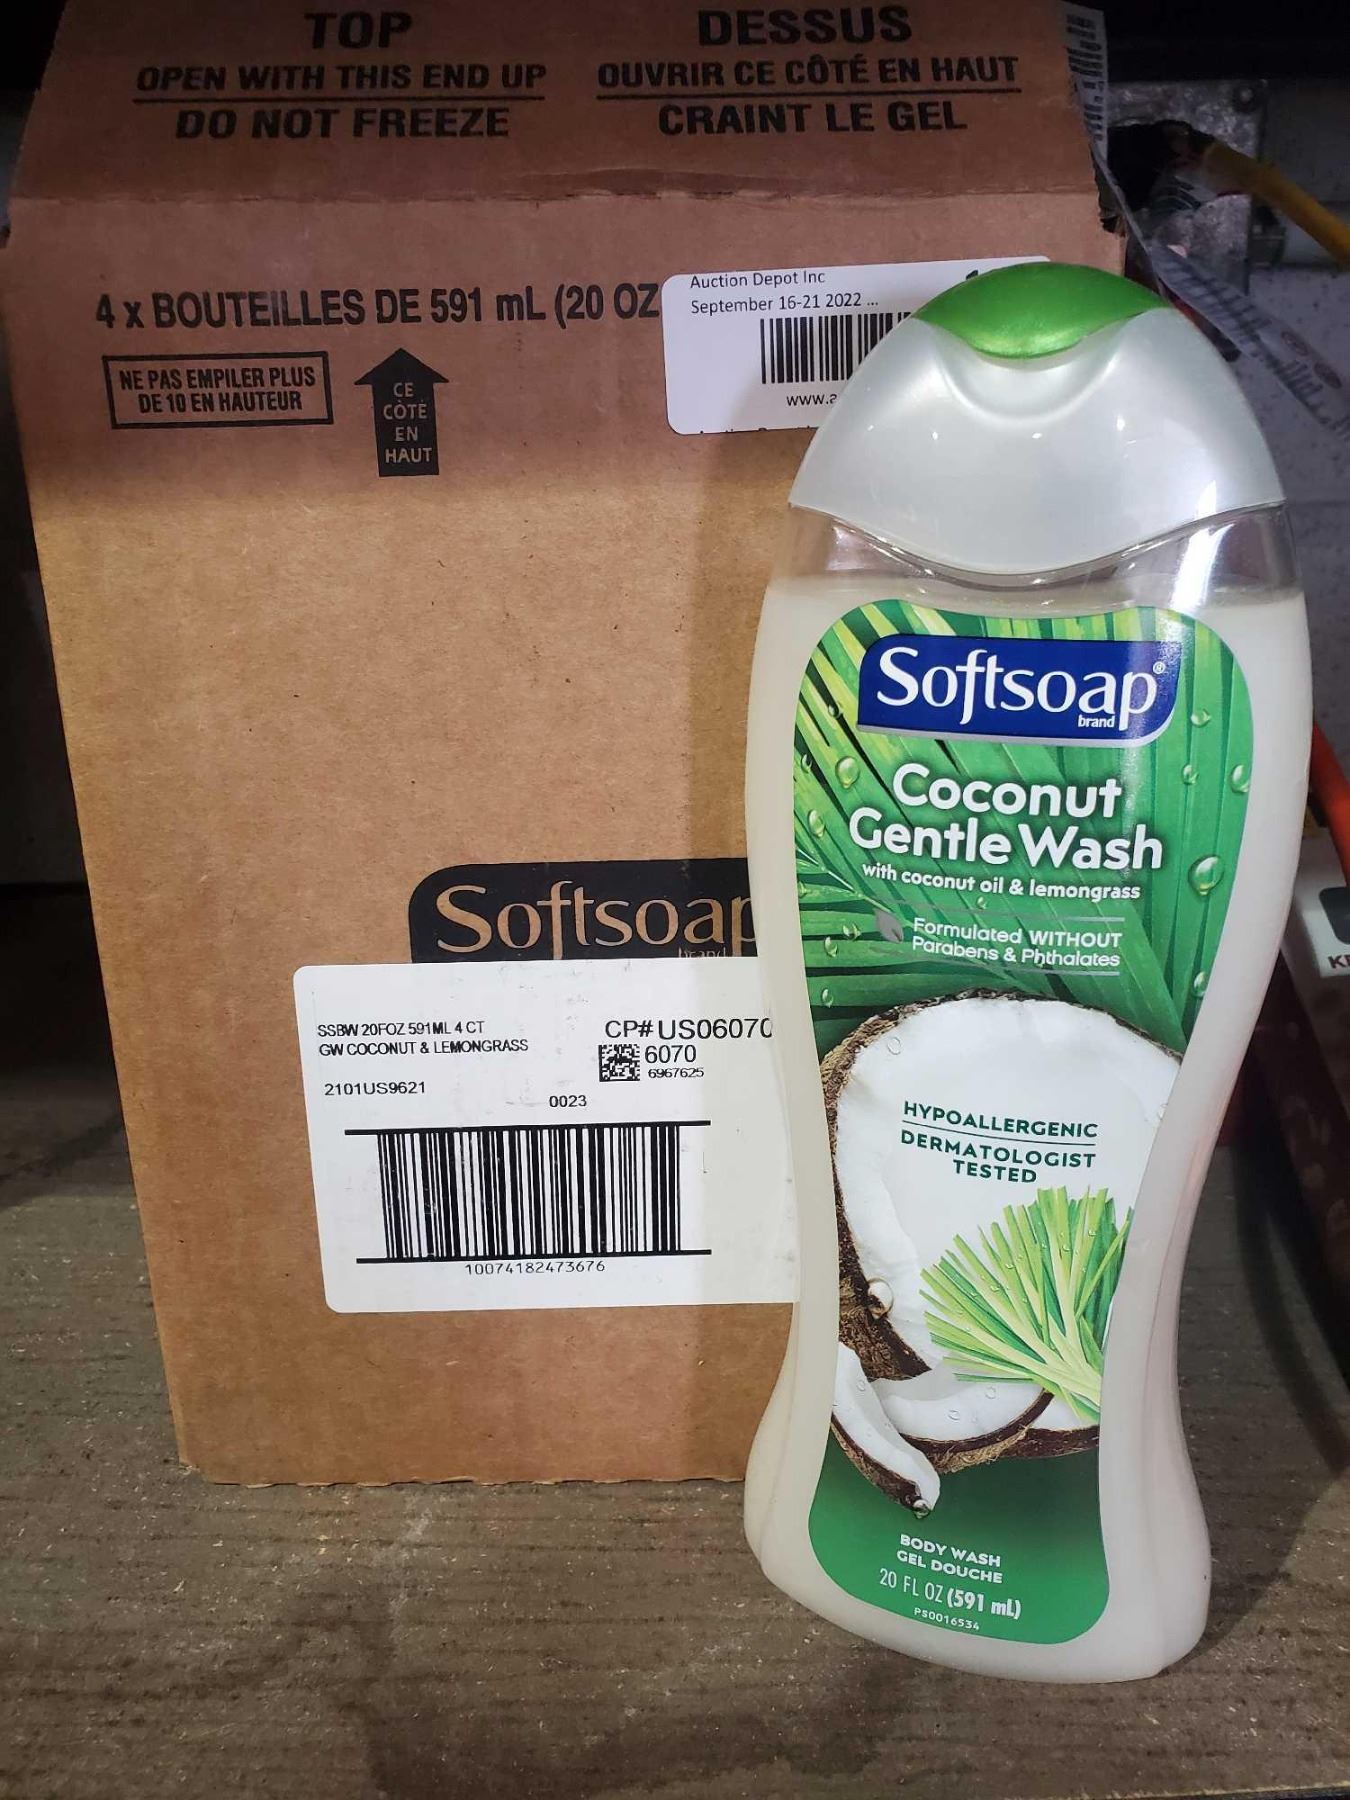 TOP
OPEN WITH THIS END UP
DO NOT FREEZE
DESSUS
OUVRIR CE CÔTÉ EN HAUT
CRAINT LE GEL
4 x BOUTEILLES DE 591 mL (20 OZ
NE PAS EMPILER PLUS
DE 10 EN HAUTEUR
CE
CÔTÉ
EN
HAUT
Auction Depot Inc
September 16-21 2022 ...
www.a
Softsoap
brand
SSBW 20FOZ 591ML 4 CT
GW COCONUT & LEMONGRASS
2101US9621
0023
CP# US06070
6070
6967625
10074182473676
Softsoap®
brand
Coconut
Gentle Wash
with coconut oil & lemongrass
Formulated WITHOUT
Parabens & Phthalates
HYPOALLERGENIC
DERMATOLOGIST
TESTED
BODY WASH
GEL DOUCHE
20 FL OZ (591 mL)
PS0016534